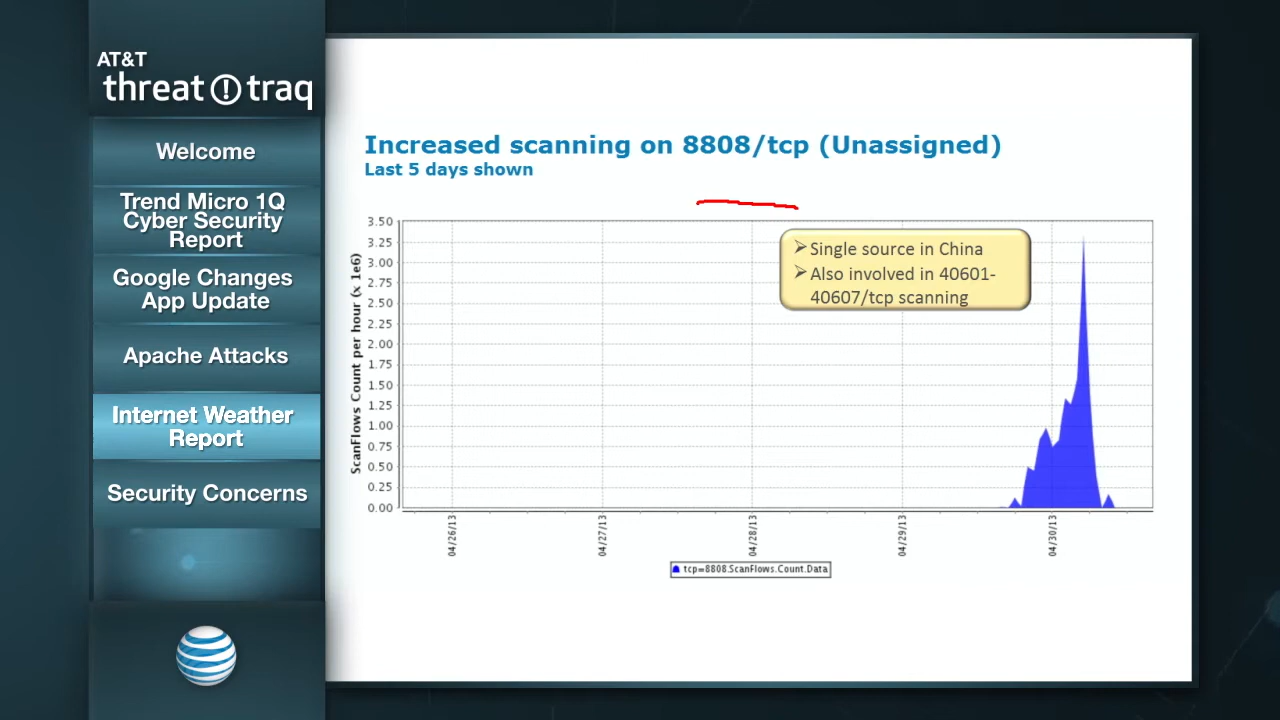 AT&T
threat traq
Welcome
Trend Micro 1Q
Cyber Security
Report
Google Changes
App Update
Apache Attacks
Internet Weather
Report
Security Concerns
Increased scanning on 8808/tcp (Unassigned)
Last 5 days shown
Single source in China
Also involved in 40601-
40607/tcp scanning
ScanFlows Count per hour (x 1e6)
3.50
3.25
3.00
2.75
2.50
2.25
2.00
1.75
1.50
1.25
1.00
0.75
0.50
0.25
0.00
04/26/13
04/27/13
04/28/13
04/29/13
04/30/13
tcp=8808.ScanFlows.Count.Data